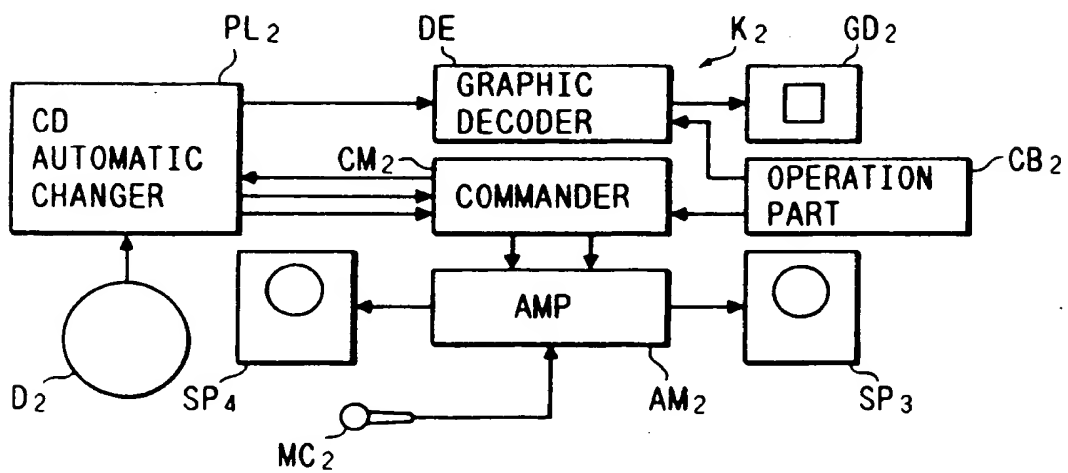 PL₂
DE
K₂
GD₂
CD
AUTOMATIC
CHANGER
GRAPHIC
DECODER
CM₂
COMMANDER
OPERATION
PART
CB₂
AMP
D₂
SP₄
MC₂
AM₂
SP₃